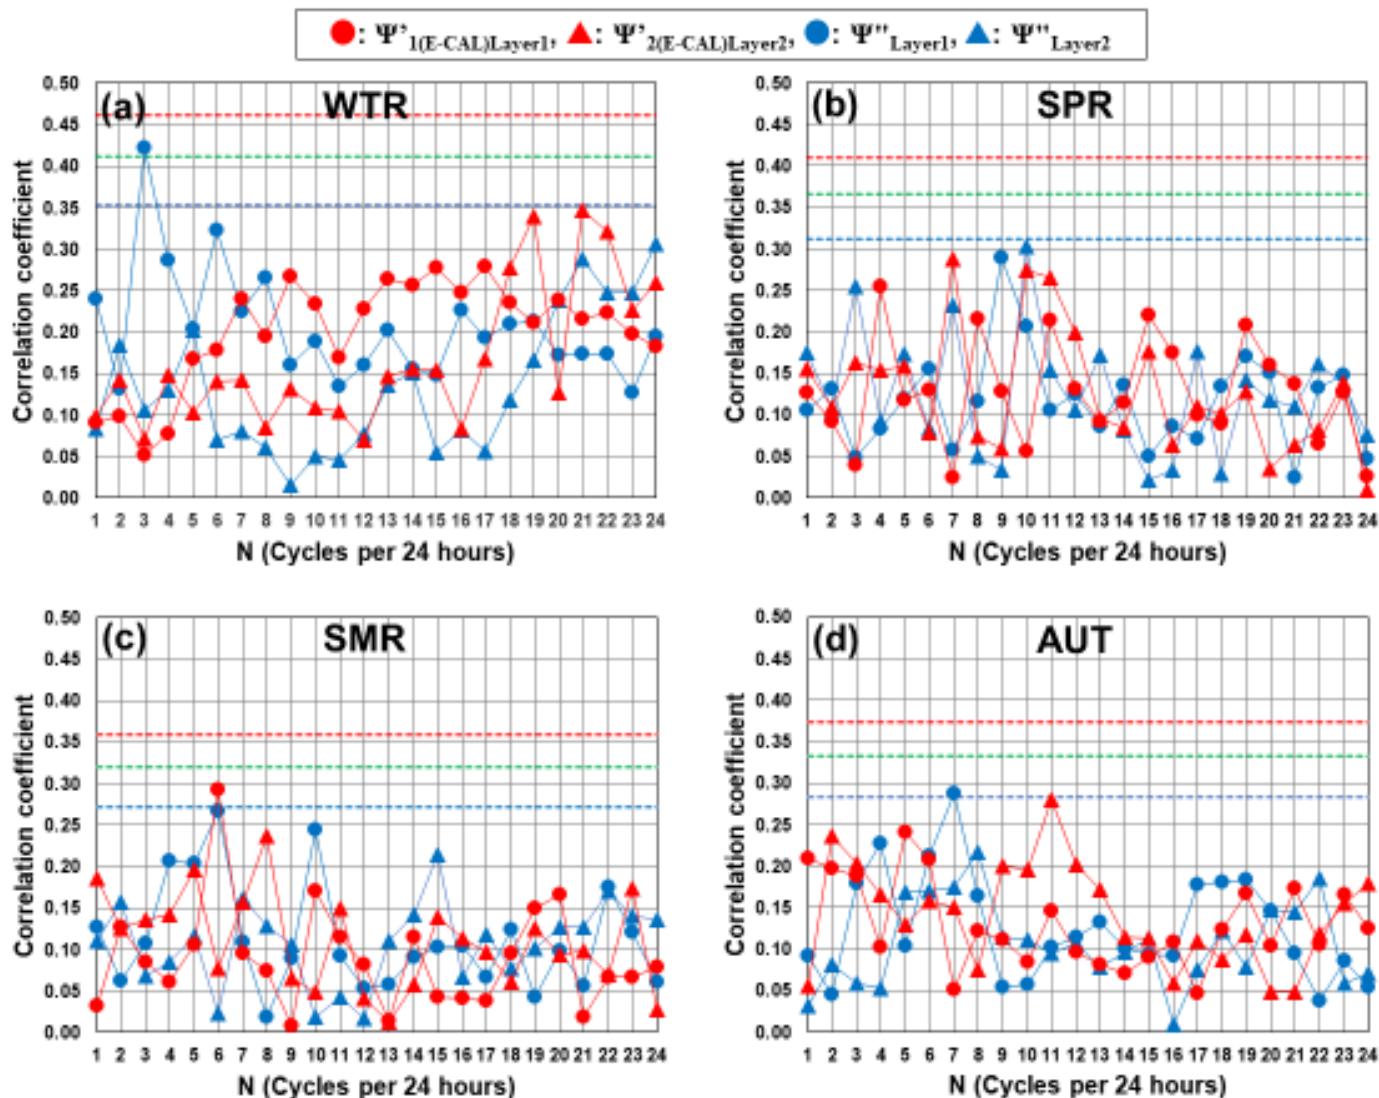 : Ψ'1(E-CAL)Layer1, : Ψ'2(E-CAL)Layer2, : Ψ"Layer1, : Ψ"Layer2
(a) WTR
0.50
0.45
0.40
0.35
0.30
0.25
0.20
0.15
0.10
0.05
0.00
Correlation coefficient
1 2 3 4 5 6 7 8 9 10 11 12 13 14 15 16 17 18 19 20 21 22 23 24
N (Cycles per 24 hours)
(b) SPR
0.50
0.45
0.40
0.35
0.30
0.25
0.20
0.15
0.10
0.05
0.00
Correlation coefficient
1 2 3 4 5 6 7 8 9 10 11 12 13 14 15 16 17 18 19 20 21 22 23 24
N (Cycles per 24 hours)
(c) SMR
0.50
0.45
0.40
0.35
0.30
0.25
0.20
0.15
0.10
0.05
0.00
Correlation coefficient
1 2 3 4 5 6 7 8 9 10 11 12 13 14 15 16 17 18 19 20 21 22 23 24
N (Cycles per 24 hours)
(d) AUT
0.50
0.45
0.40
0.35
0.30
0.25
0.20
0.15
0.10
0.05
0.00
Correlation coefficient
1 2 3 4 5 6 7 8 9 10 11 12 13 14 15 16 17 18 19 20 21 22 23 24
N (Cycles per 24 hours)